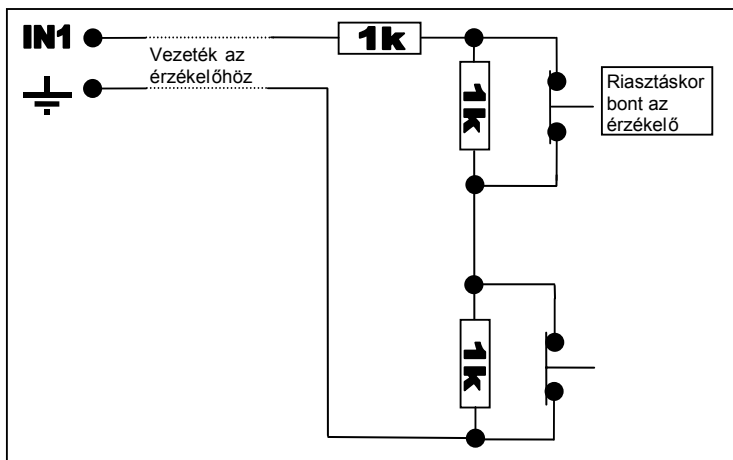 IN1
Vezeték az
érzékelőhöz
1k
1k
Riasztáskor
bont az
érzékelő
1k